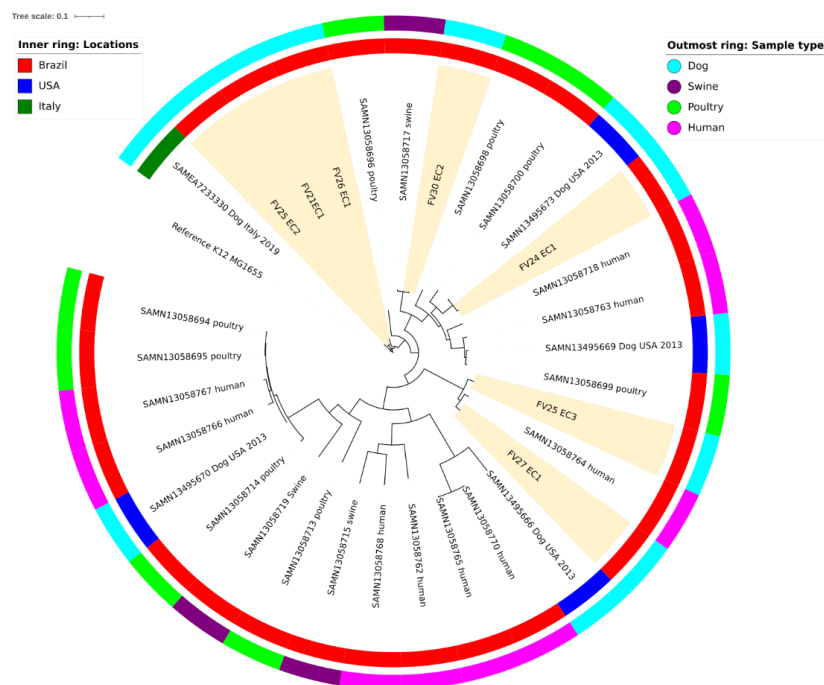 Tree scale: 0.1
Inner ring: Locations
Brazil
USA
Italy
Outmost ring: Sample type
Dog
Swine
Poultry
Human
Reference K12 MG1655
SAMEA7233330 Dog Italy 2019
FV25 EC2
FV21EC1
FV26 EC1
SAMN13058696 poultry
SAMN13058717 swine
FV30 EC2
SAMN13058698 poultry
SAMN13058700 poultry
SAMN13495673 Dog USA 2013
FV24 EC1
SAMN13058718 human
SAMN13058763 human
SAMN13495669 Dog USA 2013
SAMN13058699 poultry
FV25 EC3
SAMN13058764 human
FV27 EC1
SAMN13495666 Dog USA 2013
SAMN13058770 human
SAMN13058765 human
SAMN13058762 human
SAMN13058768 human
SAMN13058715 swine
SAMN13058713 poultry
SAMN13058719 Swine
SAMN13058714 poultry
SAMN13495670 Dog USA 2013
SAMN13058766 human
SAMN13058767 human
SAMN13058695 poultry
SAMN13058694 poultry